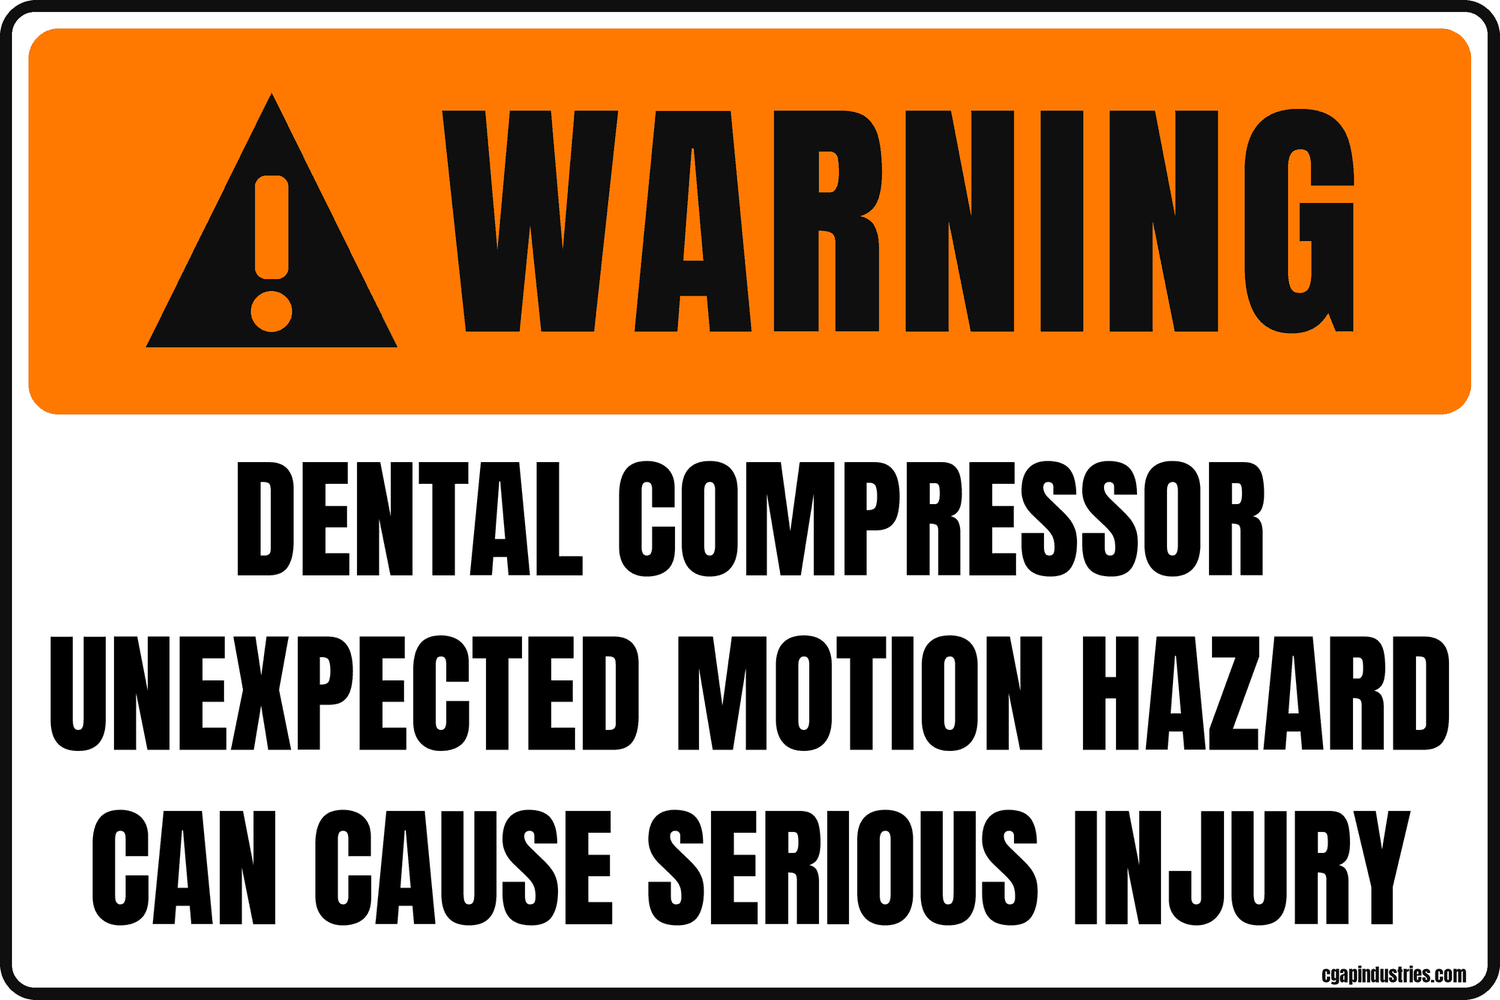 WARNING
DENTAL COMPRESSOR
UNEXPECTED MOTION HAZARD
CAN CAUSE SERIOUS INJURY
cgapindustries.com